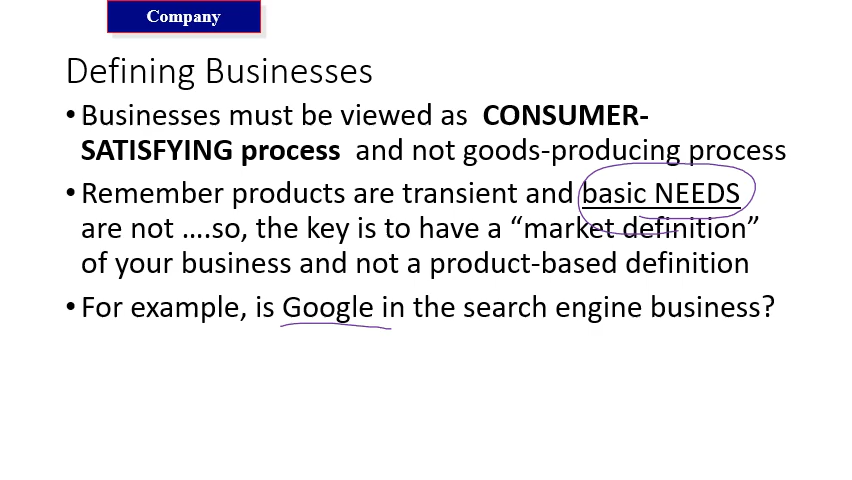 Company
Defining Businesses
• Businesses must be viewed as  CONSUMER-
SATISFYING process  and not goods-producing process
• Remember products are transient and basic NEEDS
are not ….so, the key is to have a “market definition”
of your business and not a product-based definition
• For example, is Google in the search engine business?